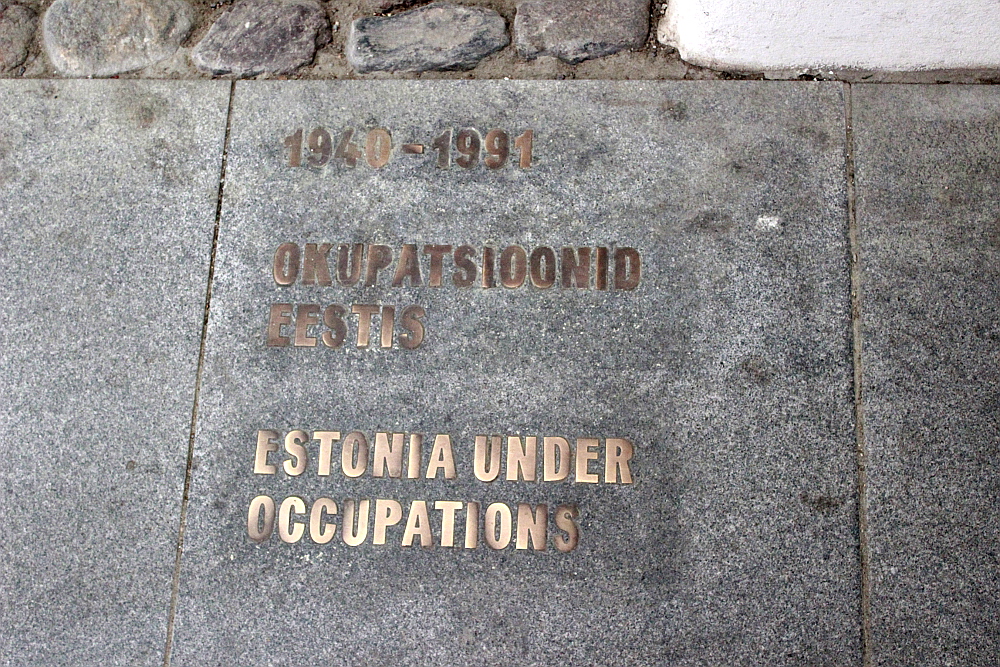 1940-1991
OKUPATSIOONID
EESTIS
ESTONIA UNDER
OCCUPATIONS